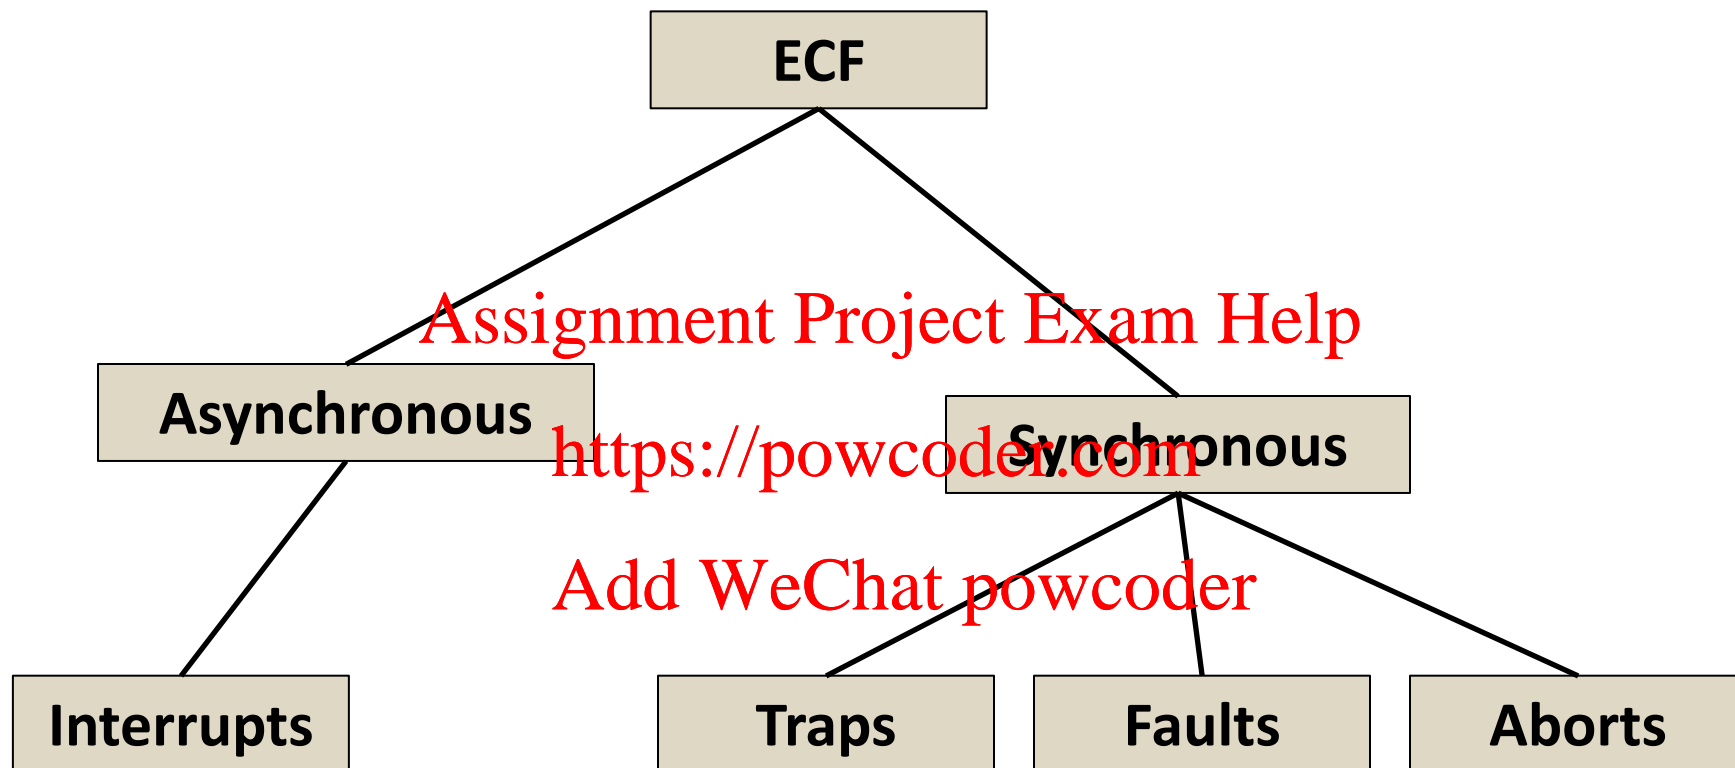 ECF
Assignment Project Exam Help
Asynchronous
Synchronous
https://powcoder.com
Add WeChat powcoder
Interrupts
Traps
Faults
Aborts